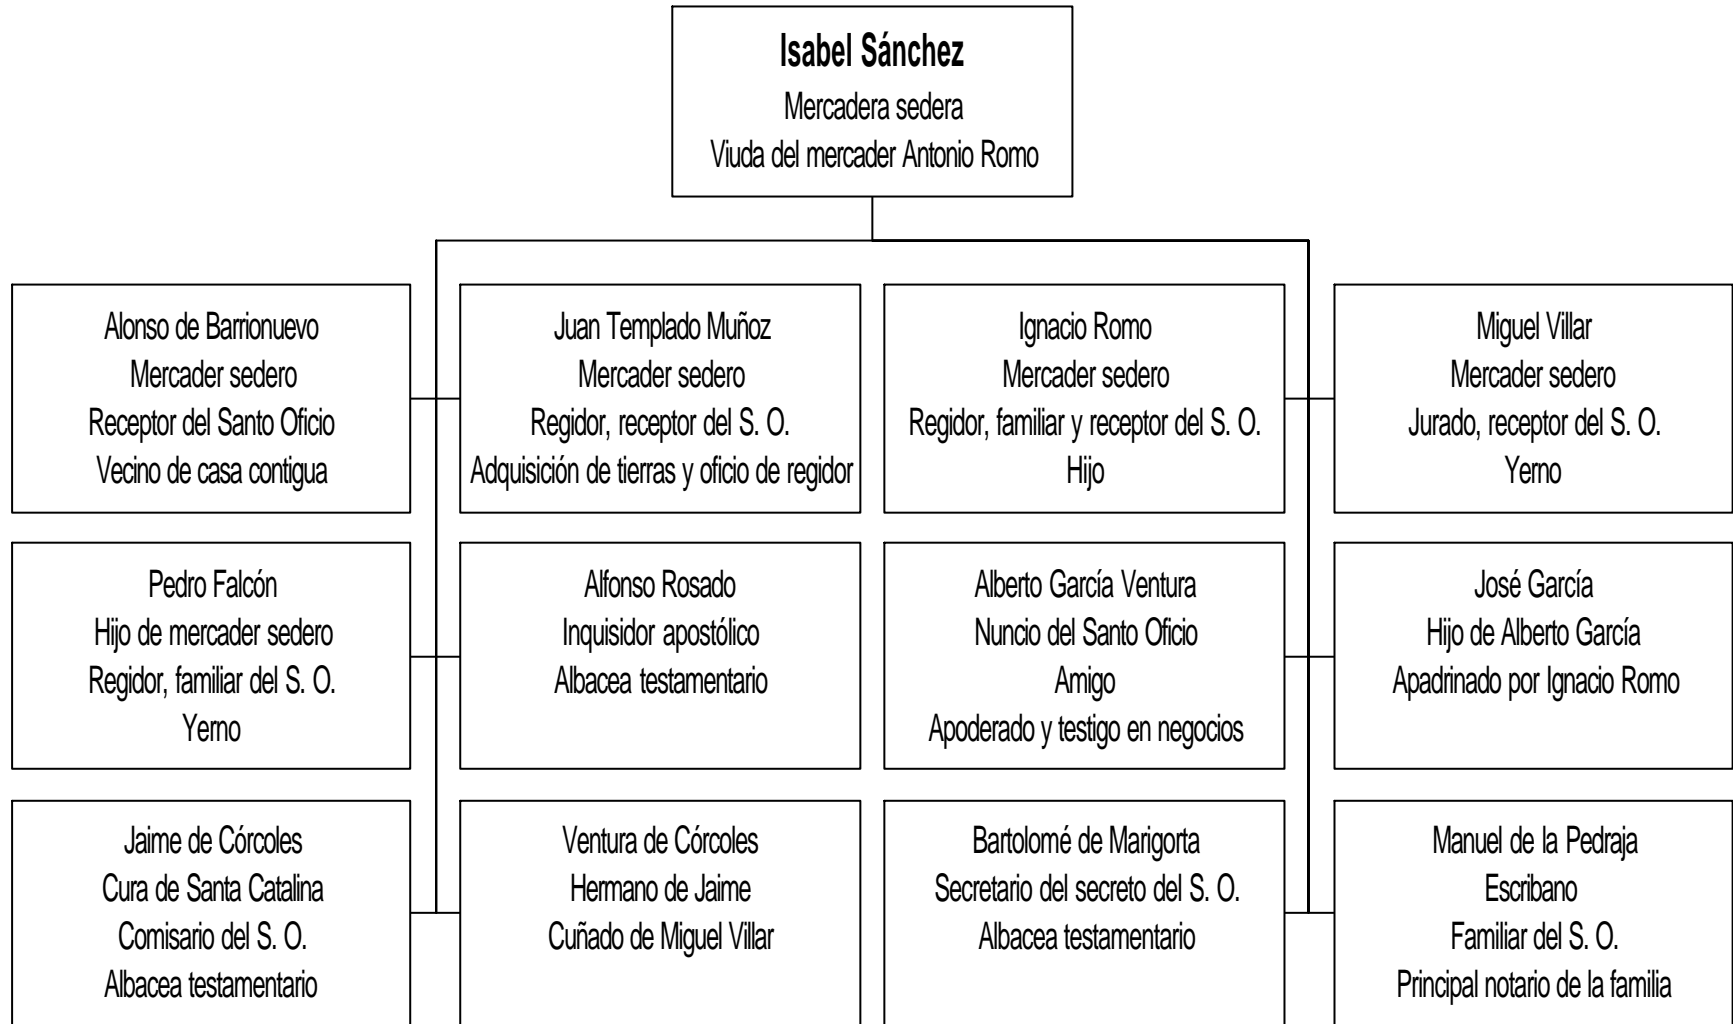 Isabel Sánchez
Mercadera sedera
Viuda del mercader Antonio Romo
Alonso de Barrionuevo
Mercader sedero
Receptor del Santo Oficio
Vecino de casa contigua
Juan Templado Muñoz
Mercader sedero
Regidor, receptor del S. O.
Adquisición de tierras y oficio de regidor
Ignacio Romo
Mercader sedero
Regidor, familiar y receptor del S. O.
Hijo
Miguel Villar
Mercader sedero
Jurado, receptor del S. O.
Yerno
Pedro Falcón
Hijo de mercader sedero
Regidor, familiar del S. O.
Yerno
Alfonso Rosado
Inquisidor apostólico
Albacea testamentario
Alberto García Ventura
Nuncio del Santo Oficio
Amigo
Apoderado y testigo en negocios
José García
Hijo de Alberto García
Apadrinado por Ignacio Romo
Jaime de Córcoles
Cura de Santa Catalina
Comisario del S. O.
Albacea testamentario
Ventura de Córcoles
Hermano de Jaime
Cuñado de Miguel Villar
Bartolomé de Marigorta
Secretario del secreto del S. O.
Albacea testamentario
Manuel de la Pedraja
Escribano
Familiar del S. O.
Principal notario de la familia